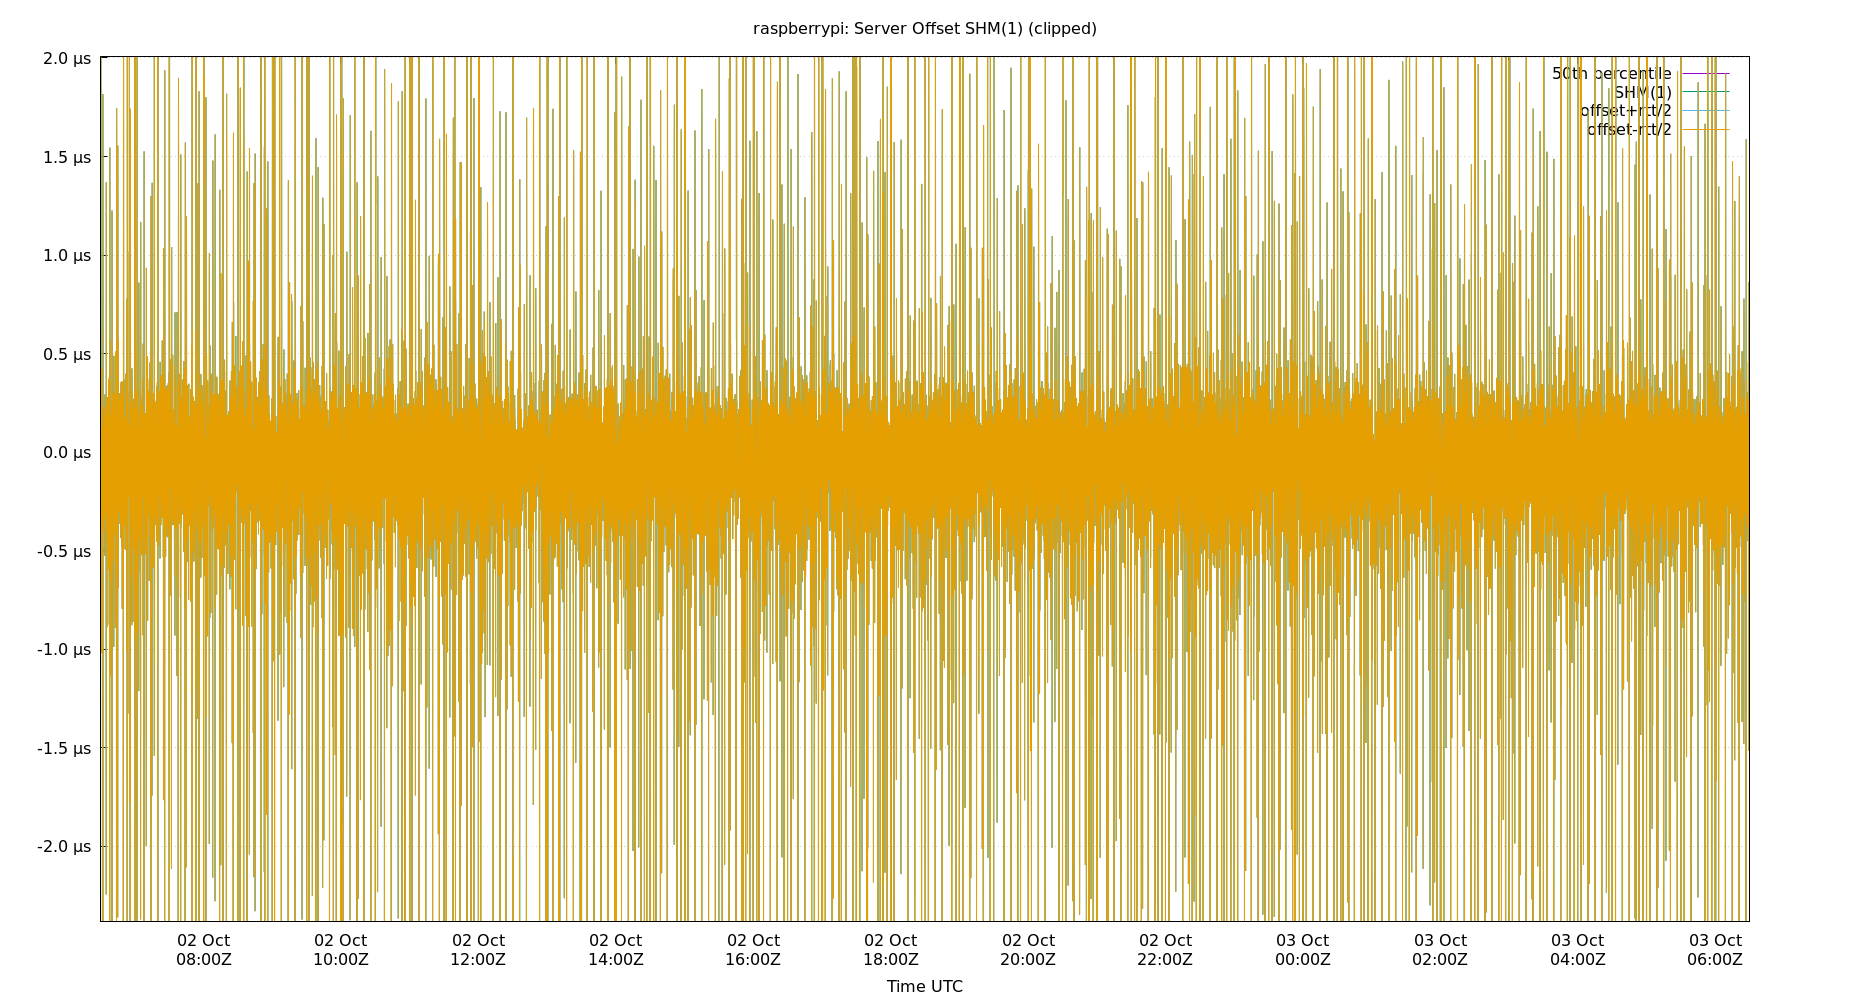 raspberrypi: Server Offset SHM(1) (clipped)
2.0 µs
1.5 µs
1.0 µs
0.5 µs
0.0 µs
-0.5 µs
-1.0 µs
-1.5 µs
-2.0 µs
50th percentile
SHM(1)
offset+rtt/2
offset-rtt/2
02 Oct 02 Oct 02 Oct 02 Oct 02 Oct 02 Oct 02 Oct 02 Oct 03 Oct 03 Oct 03 Oct 03 Oct
08:00Z 10:00Z 12:00Z 14:00Z 16:00Z 18:00Z 20:00Z 22:00Z 00:00Z 02:00Z 04:00Z 06:00Z
Time UTC